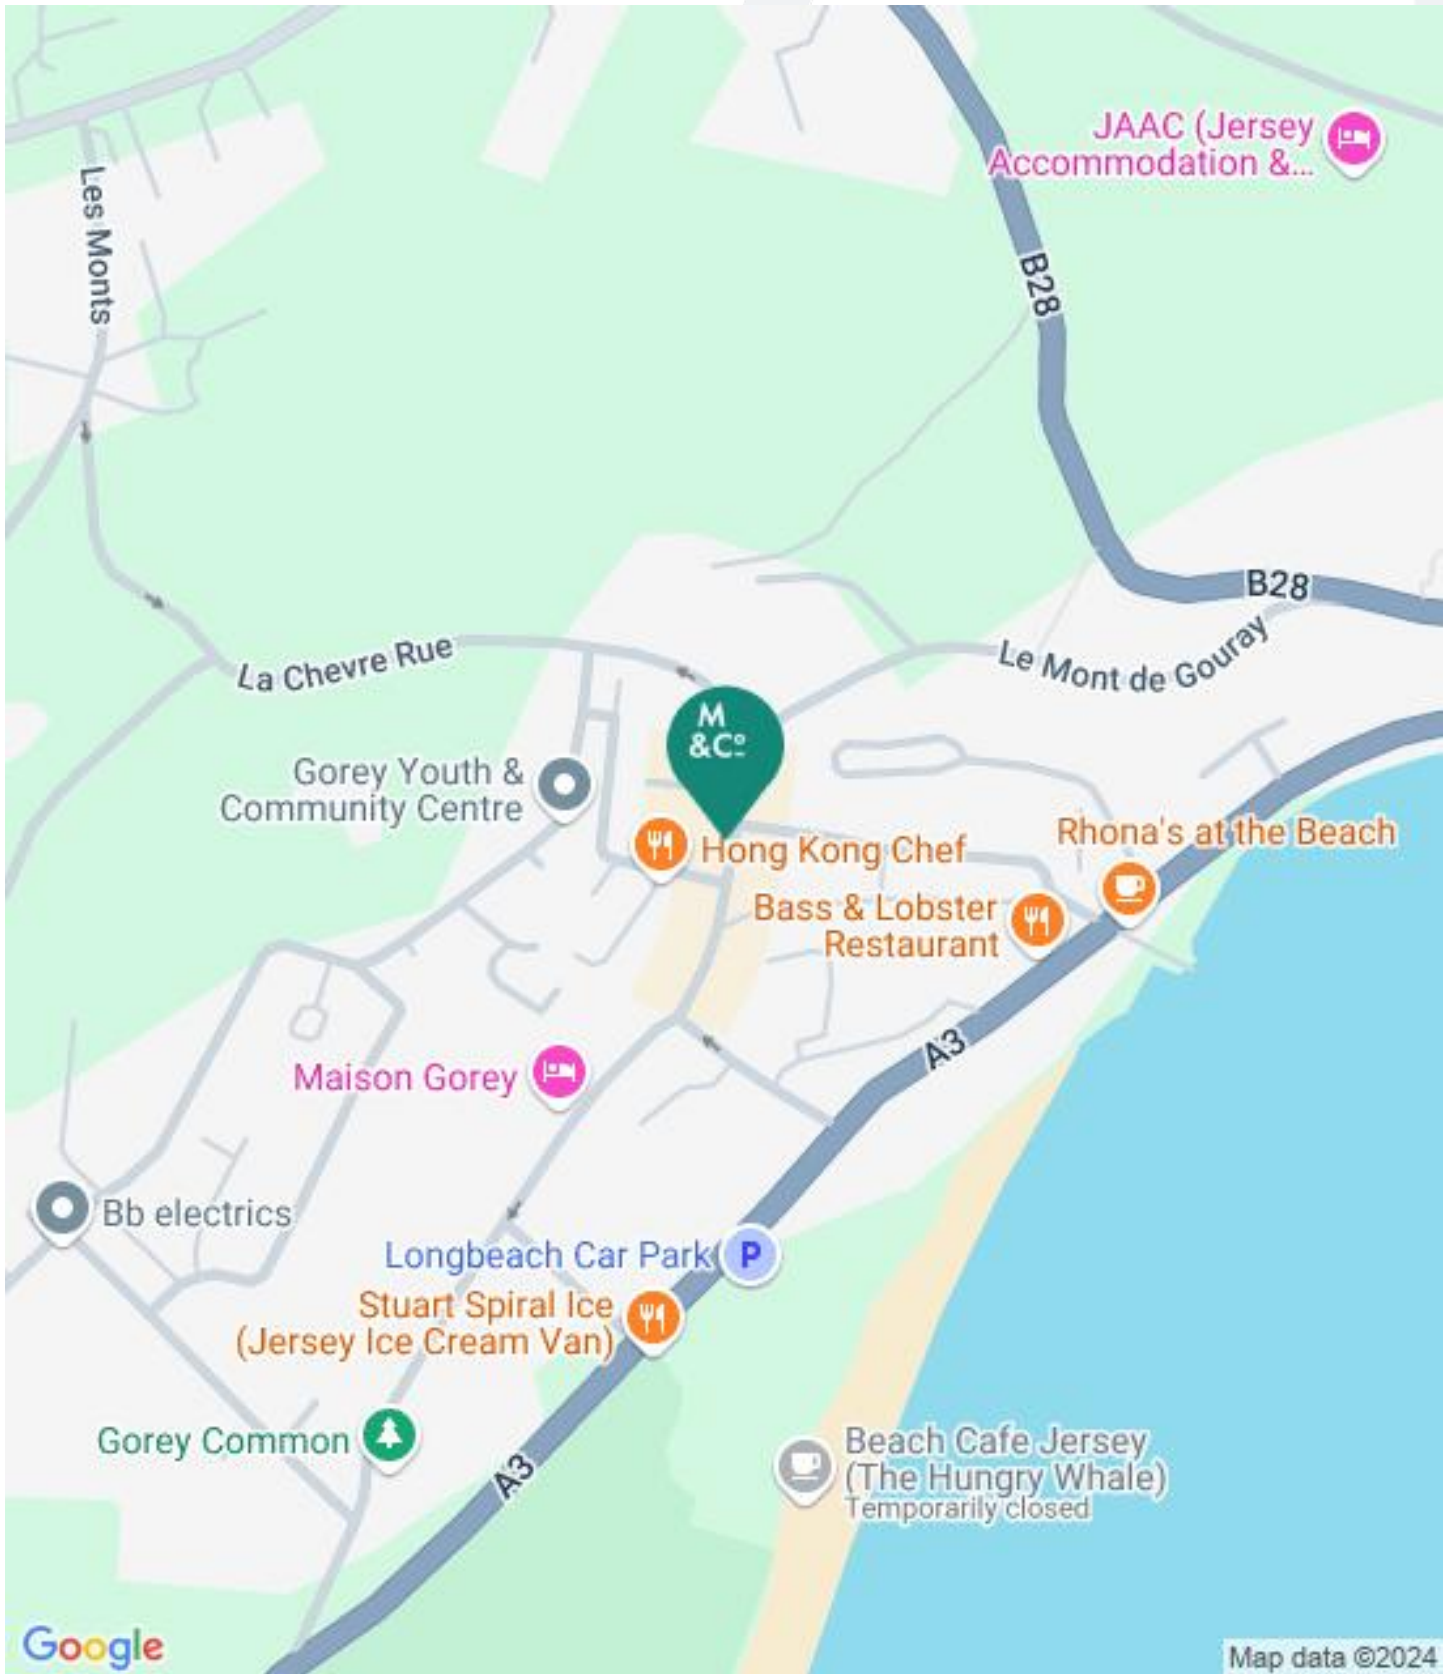 JAAC (Jersey
Accommodation &...
Les Monts
B28
B28
La Chevre Rue
Le Mont de Gouray
M
&Cº
Gorey Youth &
Community Centre
Hong Kong Chef
Rhona's at the Beach
Bass & Lobster
Restaurant
A3
Maison Gorey
Bb electrics
Longbeach Car Park
P
Stuart Spiral Ice
(Jersey Ice Cream Van)
Gorey Common
A3
Beach Cafe Jersey
(The Hungry Whale)
Temporarily closed
Google
Map data ©2024